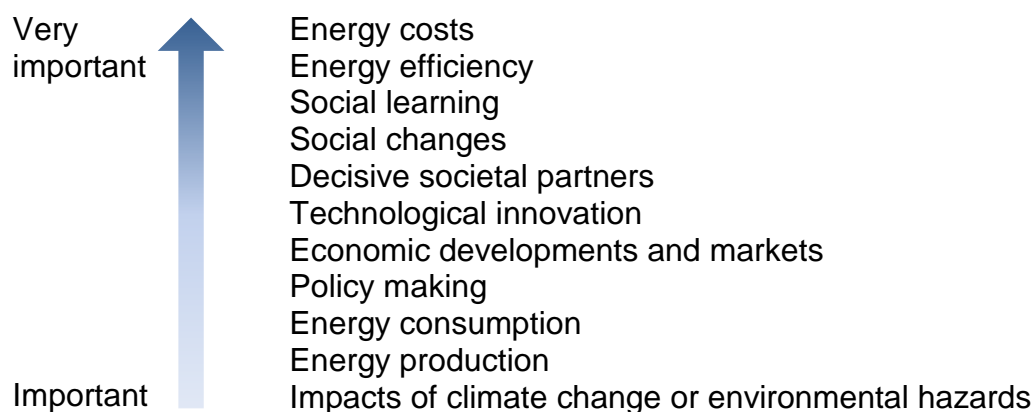 Very
important
Energy costs
Energy efficiency
Social learning
Social changes
Decisive societal partners
Technological innovation
Economic developments and markets
Policy making
Energy consumption
Energy production
Important
Impacts of climate change or environmental hazards